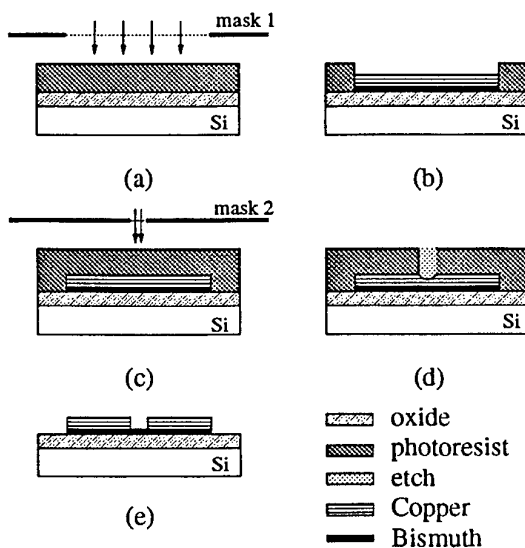 mask 1
Si
Si
(a)
(b)
mask 2
Si
Si
(c)
(d)
Si
(e)
oxide
photoresist
etch
Copper
Bismuth